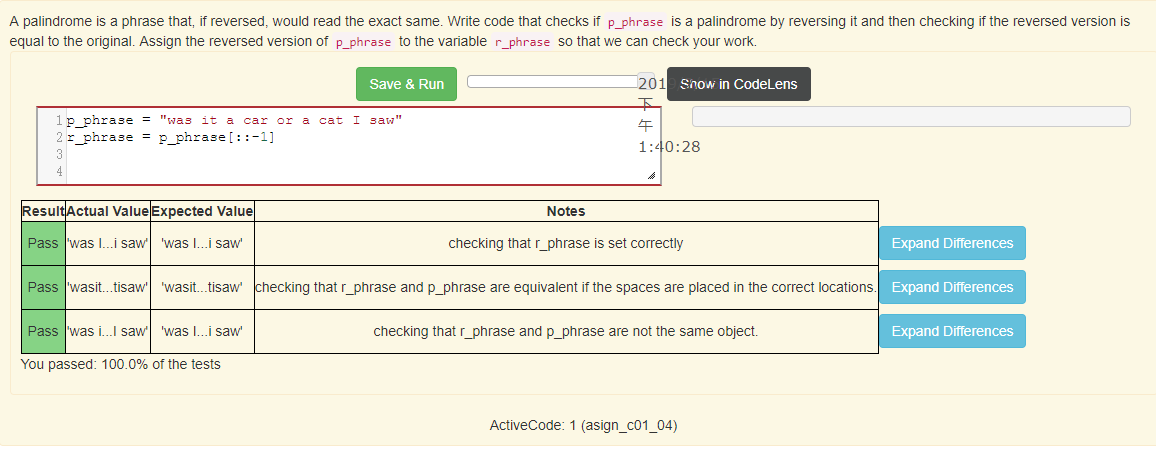 A palindrome is a phrase that, if reversed, would read the exact same. Write code that checks if p_phrase is a palindrome by reversing it and then checking if the reversed version is
equal to the original. Assign the reversed version of p_phrase to the variable r_phrase so that we can check your work.
Save & Run
201
下
午
1:40:28
Show in CodeLens
1 p_phrase = "was it a car or a cat I saw"
2 r_phrase = p_phrase[::-1]
3
4
Result Actual Value Expected Value Notes
Pass 'was I...i saw' 'was I...i saw' checking that r_phrase is set correctly Expand Differences
Pass 'wasit...tisaw' 'wasit...tisaw' checking that r_phrase and p_phrase are equivalent if the spaces are placed in the correct locations. Expand Differences
Pass 'was i...I saw' 'was I...i saw' checking that r_phrase and p_phrase are not the same object. Expand Differences
You passed: 100.0% of the tests
ActiveCode: 1 (asign_c01_04)